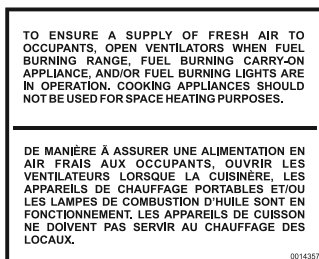 TO ENSURE A SUPPLY OF FRESH AIR TO
OCCUPANTS, OPEN VENTILATORS WHEN FUEL
BURNING RANGE, FUEL BURNING CARRY-ON
APPLIANCE, AND/OR FUEL BURNING LIGHTS ARE
IN OPERATION. COOKING APPLIANCES SHOULD
NOT BE USED FOR SPACE HEATING PURPOSES.
DE MANIÈRE Ā ASSURER UNE ALIMENTATION EN
AIR FRAIS AUX OCCUPANTS, OUVRIR LES
VENTILATEURS LORSQUE LA CUISINÈRE, LES
APPAREILS DE CHAUFFAGE PORTABLES ET/OU
LES LAMPES DE COMBUSTION D'HUILE SONT EN
FONCTIONNEMENT. LES APPAREILS DE CUISSON
NE DOIVENT PAS SERVIR AU CHAUFFAGE DES
LOCAUX.
0014357